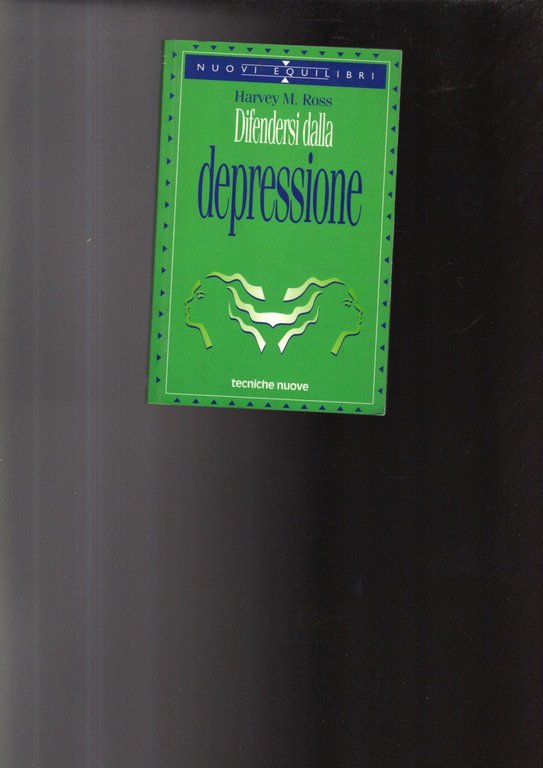 NUOVI EQUILIBRI
Harvey M. Ross
Difendersi dalla
depressione
tecniche nuove